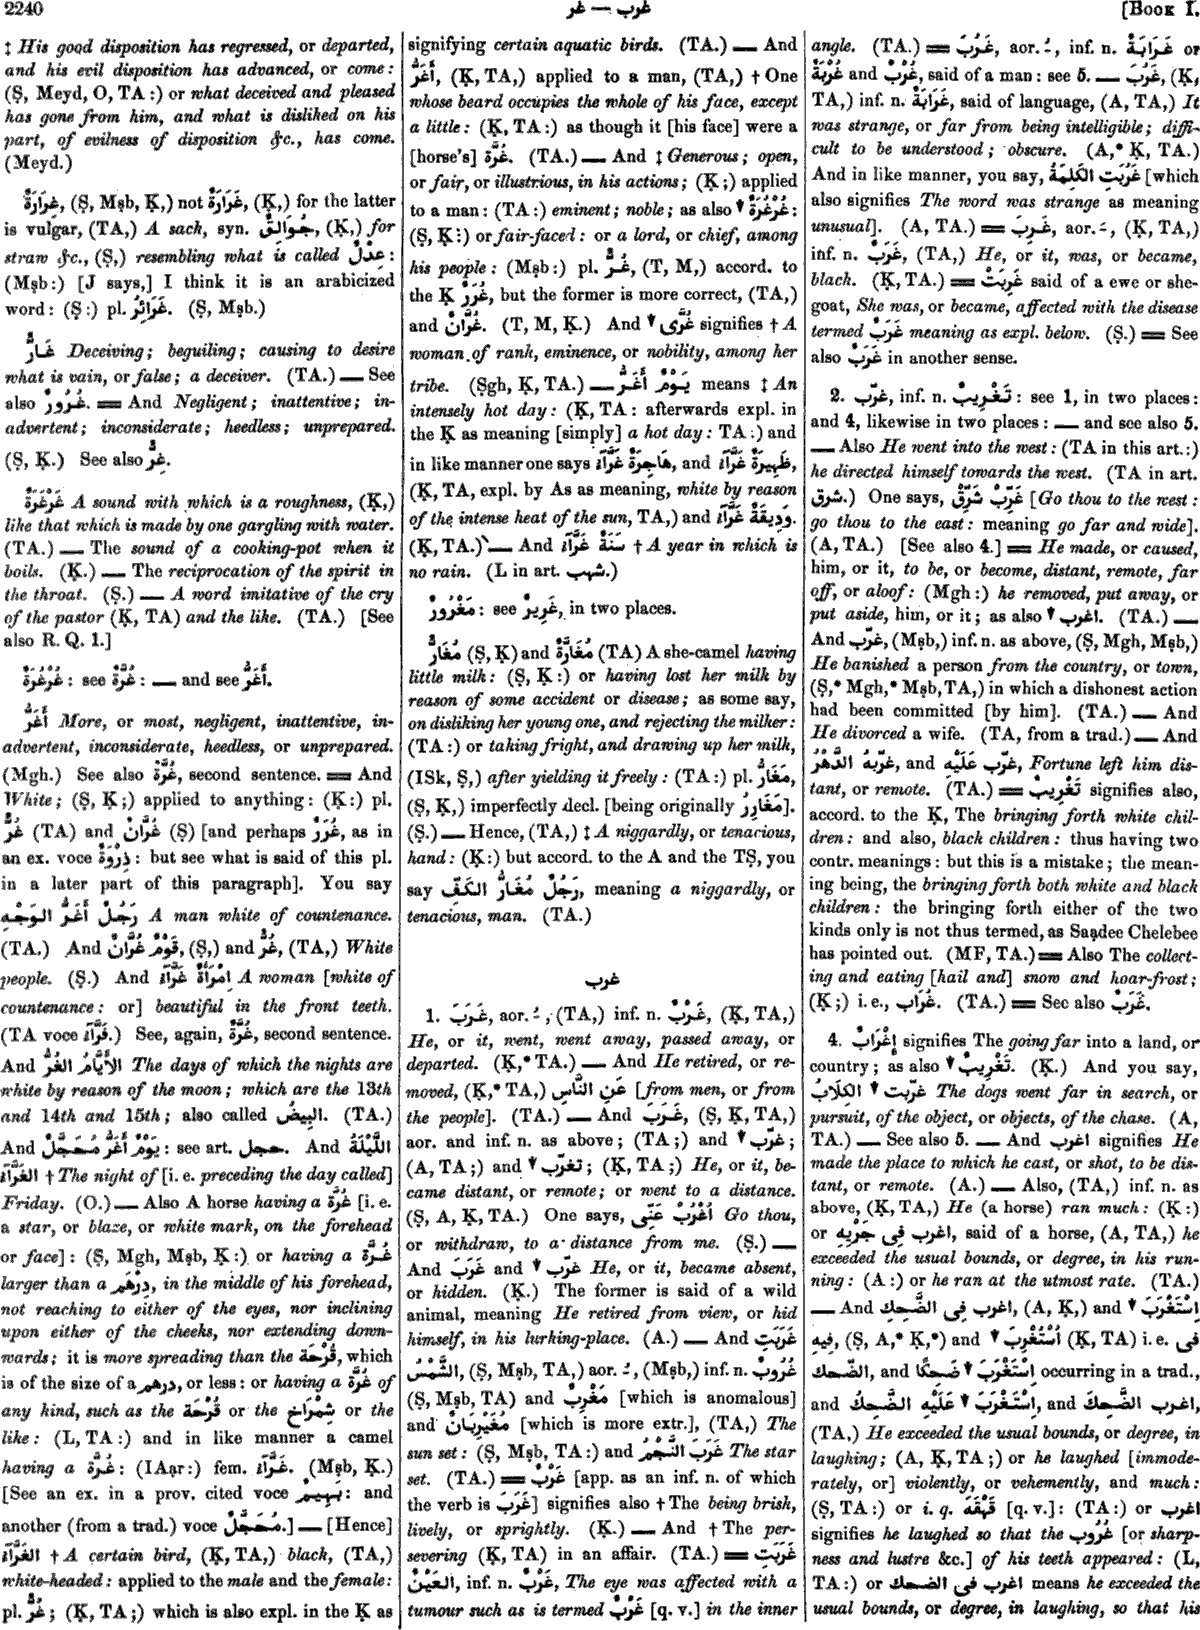 2240
غرب — غر
[BOOK I.
‡ His good disposition has regressed, or departed,
and his evil disposition has advanced, or come:
(Ṣ, Meyd, O, TA:) or what deceived and pleased
has gone from him, and what is disliked on his
part, of evilness of disposition &c., has come.
(Meyd.)
غِرَارَةٌ, (Ṣ, Mṣb, Ḳ,) not غَرَارَةٌ, (Ḳ,) for the latter
is vulgar, (TA,) A sack, syn. جُوَالَقٌ, (Ḳ,) for
straw &c., (Ṣ,) resembling what is called عِدْلٌ:
(Mṣb:) [J says,] I think it is an arabicized
word: (Ṣ:) pl. غَرَائِرُ. (Ṣ, Mṣb.)
غَارٌّ Deceiving; beguiling; causing to desire
what is vain, or false; a deceiver. (TA.) — See
also غَرُورٌ. = And Negligent; inattentive; in-
advertent; inconsiderate; heedless; unprepared.
(Ṣ, Ḳ.) See also غِرٌّ.
غَرْغَرَةٌ A sound with which is a roughness, (Ḳ,)
like that which is made by one gargling with water.
(TA.) — The sound of a cooking-pot when it
boils. (Ḳ.) — The reciprocation of the spirit in
the throat. (Ṣ.) — A word imitative of the cry
of the pastor (Ḳ, TA) and the like. (TA.) [See
also R. Q. 1.]
غُرْغُرَةٌ: see غُرَّةٌ: — and see أَغَرُّ.
أَغَرُّ More, or most, negligent, inattentive, in-
advertent, inconsiderate, heedless, or unprepared.
(Mgh.) See also غِرَّةٌ, second sentence. = And
White; (Ṣ, Ḳ;) applied to anything: (Ḳ:) pl.
غُرٌّ (TA) and غُرَّانٌ (Ṣ) [and perhaps غُرَرٌ, as in
an ex. voce ذِرْوَةٌ: but see what is said of this pl.
in a later part of this paragraph]. You say
رَجُلٌ أَغَرُّ الوَجْهِ A man white of countenance.
(TA.) And قَوْمٌ غُرَّانٌ, (Ṣ,) and غُرٌّ, (TA,) White
people. (Ṣ.) And اِمْرَأَةٌ غَرَّآءُ A woman [white of
countenance: or] beautiful in the front teeth.
(TA voce فَرَّآءُ.) See, again, غُرَّةٌ, second sentence.
And الأَيَّامُ الغُرُّ The days of which the nights are
white by reason of the moon; which are the 13th
and 14th and 15th; also called البِيضُ. (TA.)
And يَوْمٌ أَغَرُّ مُحَجَّلٌ: see art. حجل. And اللَّيْلَةُ
الغَرَّآءُ † The night of [i. e. preceding the day called]
Friday. (O.) — Also A horse having a غُرَّة [i. e.
a star, or blaze, or white mark, on the forehead
or face]: (Ṣ, Mgh, Mṣb, Ḳ:) or having a غُرَّة
larger than a دِرْهَم, in the middle of his forehead,
not reaching to either of the eyes, nor inclining
upon either of the cheeks, nor extending down-
wards; it is more spreading than the قُرْحَة, which
is of the size of a درهم, or less: or having a غُرَّة of
any kind, such as the قُرْحَة or the شِمْرَاخ or the
like: (L, TA:) and in like manner a camel
having a غُرَّة: (IAạr:) fem. غَرَّآءُ. (Mṣb, Ḳ.)
[See an ex. in a prov. cited voce بَهِيمٌ: and
another (from a trad.) voce مُحَجَّلٌ.] — [Hence]
الغَرَّآءُ † A certain bird, (Ḳ, TA,) black, (TA,)
white-headed: applied to the male and the female:
pl. غُرٌّ; (Ḳ, TA;) which is also expl. in the Ḳ as
signifying certain aquatic birds. (TA.) — And
أَغَرُّ, (Ḳ, TA,) applied to a man, (TA,) † One
whose beard occupies the whole of his face, except
a little: (Ḳ, TA:) as though it [his face] were a
[horse's] غُرَّة. (TA.) — And ‡ Generous; open,
or fair, or illustrious, in his actions; (Ḳ;) applied
to a man: (TA:) eminent; noble; as also ▼ غُرْغُرَةٌ:
(Ṣ, Ḳ:) or fair-faced: or a lord, or chief, among
his people: (Mṣb:) pl. غُرٌّ, (T, M,) accord. to
the Ḳ غُرَرٌ, but the former is more correct, (TA,)
and غُرَّانٌ. (T, M, Ḳ.) And ▼ غُرَّى signifies † A
woman of rank, eminence, or nobility, among her
tribe. (Ṣgh, Ḳ, TA.) — يَوْمٌ أَغَرُّ means ‡ An
intensely hot day: (Ḳ, TA: afterwards expl. in
the Ḳ as meaning [simply] a hot day: TA:) and
in like manner one says هَاجِرَةٌ غَرَّآءُ, and ظَهِيرَةٌ غَرَّآءُ,
(Ḳ, TA, expl. by As as meaning, white by reason
of the intense heat of the sun, TA,) and وَدِيقَةٌ غَرَّآءُ.
(Ḳ, TA.) — And سَنَةٌ غَرَّآءُ † A year in which is
no rain. (L in art. شهب.)
مَغْرُورٌ: see غَرِيرٌ, in two places.
مُغَارٌّ (Ṣ, Ḳ) and مُغَارَّةٌ (TA) A she-camel having
little milk: (Ṣ, Ḳ:) or having lost her milk by
reason of some accident or disease; as some say,
on disliking her young one, and rejecting the milker:
(TA:) or taking fright, and drawing up her milk,
(ISk, Ṣ,) after yielding it freely: (TA:) pl. مَغَارُّ,
(Ṣ, Ḳ,) imperfectly decl. [being originally مَغَارِرُ].
(Ṣ.) — Hence, (TA,) ‡ A niggardly, or tenacious,
hand: (Ḳ:) but accord. to the A and the TṢ, you
say رَجُلٌ مُغَارُّ الكَفِّ, meaning a niggardly, or
tenacious, man. (TA.)
غرب
1. غَرَبَ, aor. ـُ, (TA,) inf. n. غَرْبٌ, (Ḳ, TA,)
He, or it, went, went away, passed away, or
departed. (Ḳ,* TA.) — And He retired, or re-
moved, (Ḳ,* TA,) عَنِ النَّاسِ [from men, or from
the people]. (TA.) — And غَرَبَ, (Ṣ, Ḳ, TA,)
aor. and inf. n. as above; (TA;) and ▼ غرّب;
(A, TA;) and ▼ تغرّب; (Ḳ, TA;) He, or it, be-
came distant, or remote; or went to a distance.
(Ṣ, A, Ḳ, TA.) One says, اُغْرُبْ عَنِّى Go thou,
or withdraw, to a distance from me. (Ṣ.) —
And غَرَبَ and ▼ غرّب He, or it, became absent,
or hidden. (Ḳ.) The former is said of a wild
animal, meaning He retired from view, or hid
himself, in his lurking-place. (A.) — And غَرَبَتِ
الشَّمْسُ, (Ṣ, Mṣb, TA,) aor. ـُ, (Mṣb,) inf. n. غُرُوبٌ
(Ṣ, Mṣb, TA) and مَغْرِبٌ [which is anomalous]
and مُغَيْرِبَانٌ [which is more extr.], (TA,) The
sun set: (Ṣ, Mṣb, TA:) and غَرَبَ النَّجْمُ The star
set. (TA.) = غَرْبٌ [app. as an inf. n. of which
the verb is غَرَبَ] signifies also † The being brisk,
lively, or sprightly. (Ḳ.) — And † The per-
severing (Ḳ, TA) in an affair. (TA.) = غَرَبَتِ
العَيْنُ, inf. n. غَرْبٌ, The eye was affected with a
tumour such as is termed غَرْبٌ [q. v.] in the inner
angle. (TA.) = غَرُبَ, aor. ـُ, inf. n. غَرَابَةٌ or
غُرْبَةٌ and غُرْبٌ, said of a man: see 5. — غَرُبَ, (Ḳ,
TA,) inf. n. غَرَابَةٌ, said of language, (A, TA,) It
was strange, or far from being intelligible; diffi-
cult to be understood; obscure. (A,* Ḳ, TA.)
And in like manner, you say, غَرُبَتِ الكَلِمَةُ [which
also signifies The word was strange as meaning
unusual]. (A, TA.) = غَرِبَ, aor. ـَ, (Ḳ, TA,)
inf. n. غَرَبٌ, (TA,) He, or it, was, or became,
black. (Ḳ, TA.) = غَرِبَتْ said of a ewe or she-
goat, She was, or became, affected with the disease
termed غَرَبٌ meaning as expl. below. (Ṣ.) = See
also غَرَبٌ in another sense.
2. غرّب, inf. n. تَغْرِيبٌ: see 1, in two places:
and 4, likewise in two places: — and see also 5.
— Also He went into the west: (TA in this art.:)
he directed himself towards the west. (TA in art.
شرق.) One says, غَرِّبْ شَرِّقْ [Go thou to the west:
go thou to the east: meaning go far and wide].
(A, TA.) [See also 4.] = He made, or caused,
him, or it, to be, or become, distant, remote, far
off, or aloof: (Mgh:) he removed, put away, or
put aside, him, or it; as also ▼ اغرب. (TA.) —
And غرّب, (Mṣb,) inf. n. as above, (Ṣ, Mgh, Mṣb,)
He banished a person from the country, or town,
(Ṣ,* Mgh,* Mṣb, TA,) in which a dishonest action
had been committed [by him]. (TA.) — And
He divorced a wife. (TA, from a trad.) — And
غرّبهُ الدَّهْرُ, and غرّب عَلَيْهِ, Fortune left him dis-
tant, or remote. (TA.) = تَغْرِيبٌ signifies also,
accord. to the Ḳ, The bringing forth white chil-
dren: and also, black children: thus having two
contr. meanings: but this is a mistake; the mean-
ing being, the bringing forth both white and black
children: the bringing forth either of the two
kinds only is not thus termed, as Saạdee Chelebee
has pointed out. (MF, TA.) = Also The collect-
ing and eating [hail and] snow and hoar-frost;
(Ḳ;) i. e., غُرَاب. (TA.) = See also غَرَبٌ.
4. إِغْرَابٌ signifies The going far into a land, or
country; as also ▼ تَغْرِيبٌ. (Ḳ.) And you say,
غرّبت ▼ الكِلَابُ The dogs went far in search, or
pursuit, of the object, or objects, of the chase. (A,
TA.) — See also 5. — And اغرب signifies He
made the place to which he cast, or shot, to be dis-
tant, or remote. (A.) — Also, (TA,) inf. n. as
above, (Ḳ, TA,) He (a horse) ran much: (Ḳ:)
or اغرب فِى جَرْيِهِ, said of a horse, (A, TA,) he
exceeded the usual bounds, or degree, in his run-
ning: (A:) or he ran at the utmost rate. (TA.)
— And اغرب فِى الضَّحِكِ, (A, Ḳ,) and ▼ اِسْتَغْرَبَ
فِيهِ, (Ṣ, A,* Ḳ,*) and ▼ اُسْتُغْرِبَ (Ḳ, TA) i. e. فى
الضّحك, and اِسْتَغْرَبَ ▼ ضَحِكًا occurring in a trad.,
and اِسْتَغْرَبَ ▼ عَلَيْهِ الضَّحِكُ, and اغرب الضَّحِكَ,
(TA,) He exceeded the usual bounds, or degree, in
laughing; (A, Ḳ, TA;) or he laughed [immode-
rately, or] violently, or vehemently, and much:
(Ṣ, TA:) or i. q. قَهْقَهَ [q. v.]: (TA:) or اغرب
signifies he laughed so that the غُرُوب [or sharp-
ness and lustre &c.] of his teeth appeared: (L,
TA:) or اغرب فى الضحك means he exceeded the
usual bounds, or degree, in laughing, so that his